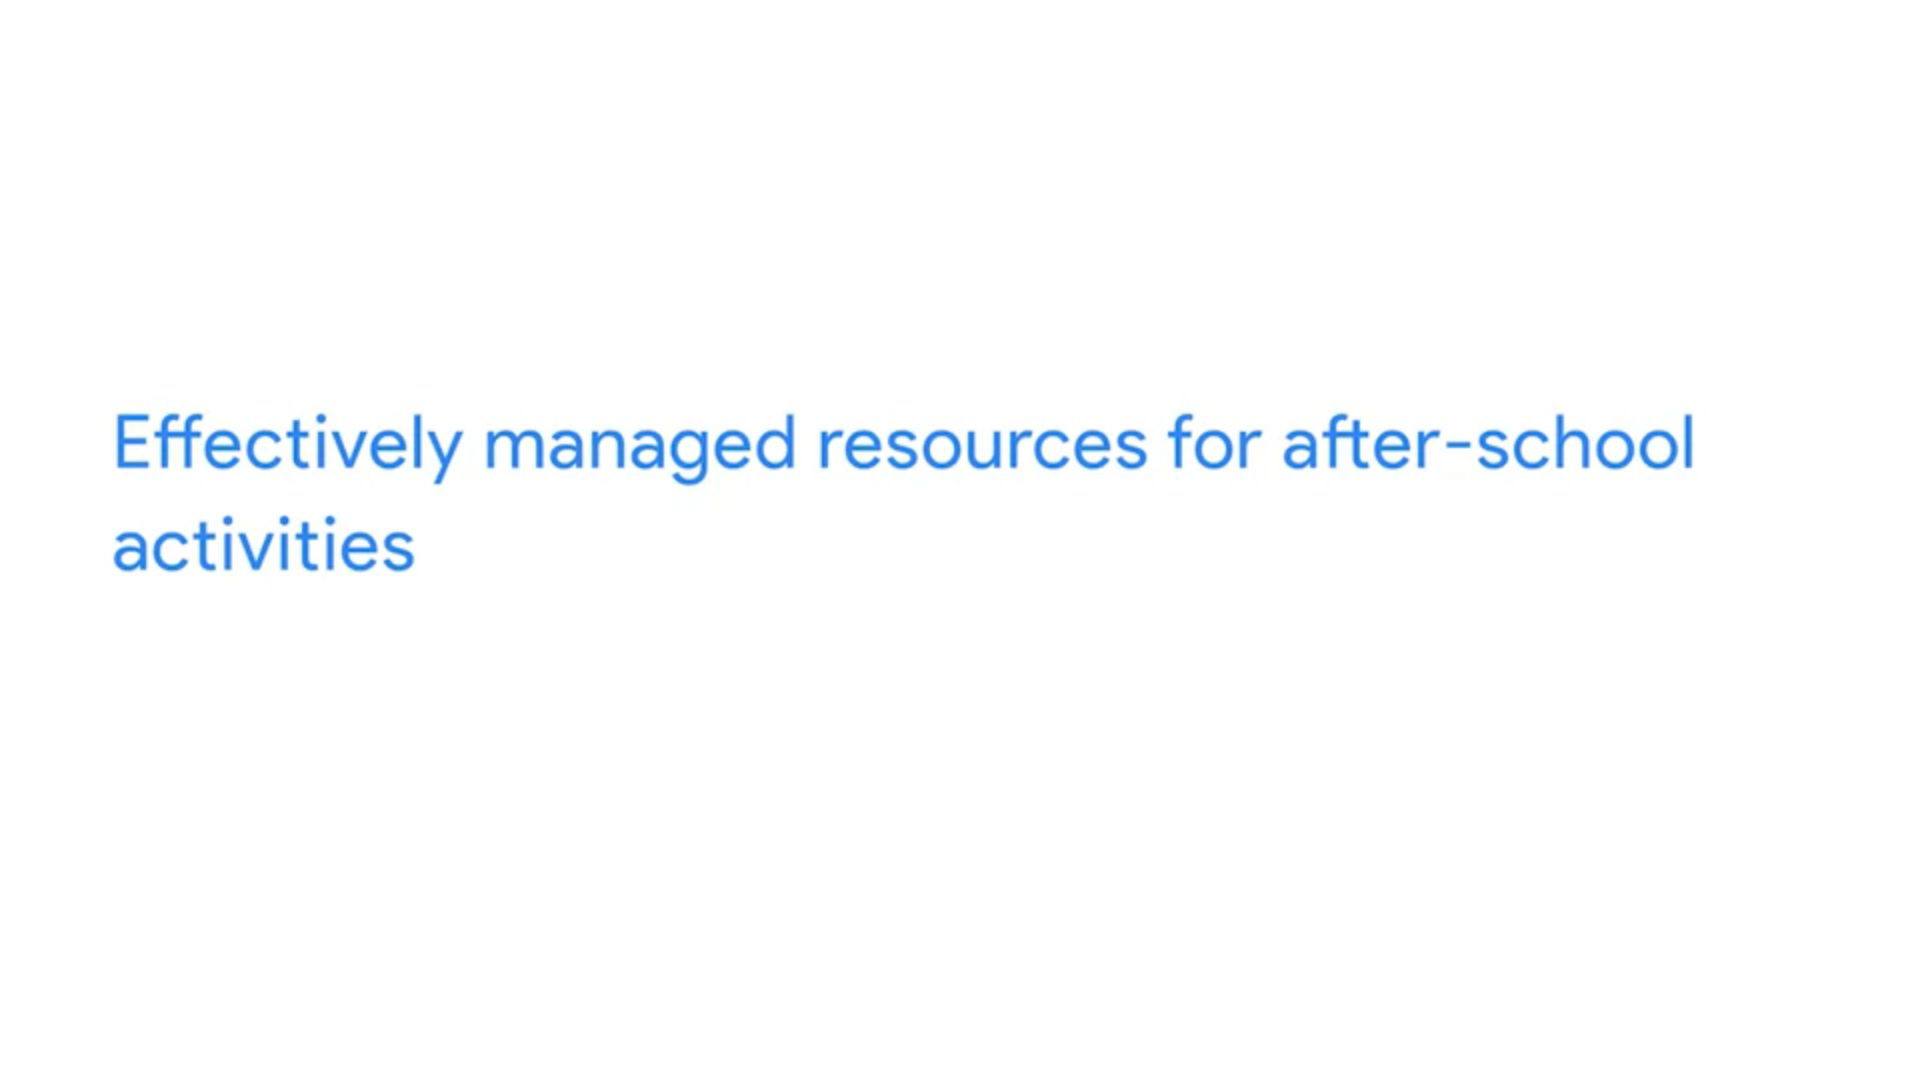 Effectively managed resources for after-school
activities